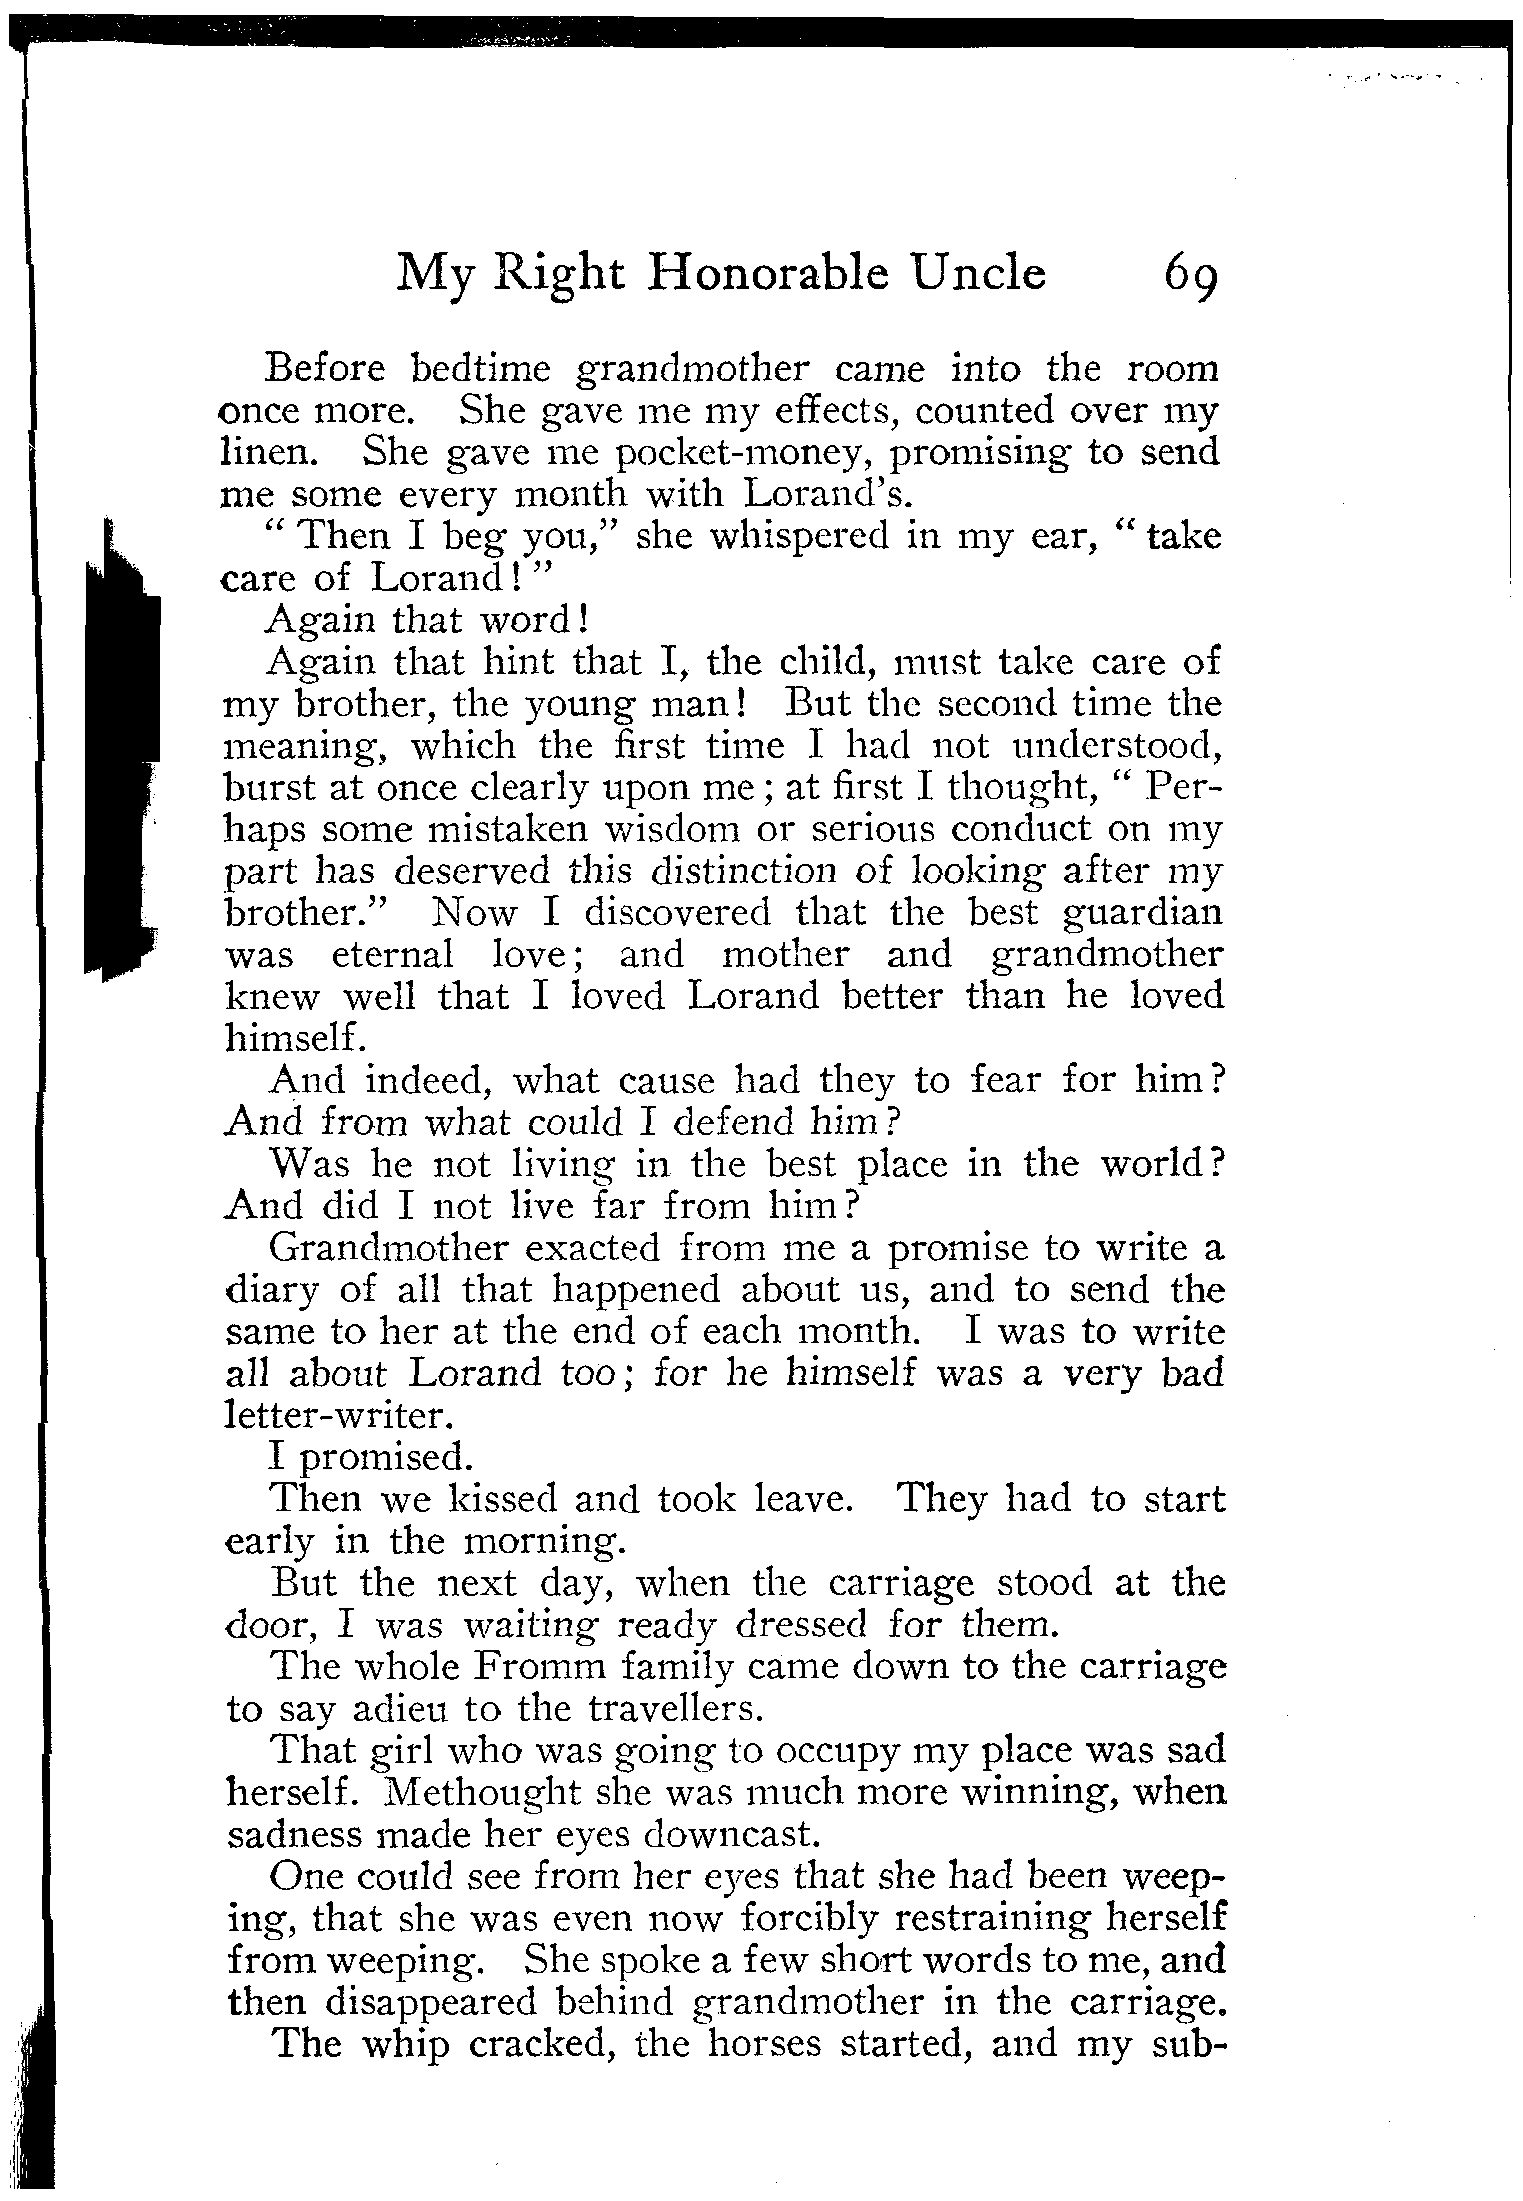 My Right Honorable Uncle 69
Before bedtime grandmother came into the room
once more. She gave me my effects, counted over my
linen. She gave me pocket-money, promising to send
me some every month with Lorand's.
" Then I beg you," she whispered in my ear, " take
care of Lorand! "
Again that word!
Again that hint that I, the child, must take care of
my brother, the young man! But the second time the
meaning, which the first time I had not understood,
burst at once clearly upon me; at first I thought, " Per-
haps some mistaken wisdom or serious conduct on my
part has deserved this distinction of looking after my
brother." Now I discovered that the best guardian
was eternal love; and mother and grandmother
knew well that I loved Lorand better than he loved
himself.
And indeed, what cause had they to fear for him?
And from what could I defend him?
Was he not living in the best place in the world?
And did I not live far from him?
Grandmother exacted from me a promise to write a
diary of all that happened about us, and to send the
same to her at the end of each month. I was to write
all about Lorand too; for he himself was a very bad
letter-writer.
I promised.
Then we kissed and took leave. They had to start
early in the morning.
But the next day, when the carriage stood at the
door, I was waiting ready dressed for them.
The whole Fromm family came down to the carriage
to say adieu to the travellers.
That girl who was going to occupy my place was sad
herself. Methought she was much more winning, when
sadness made her eyes downcast.
One could see from her eyes that she had been weep-
ing, that she was even now forcibly restraining herself
from weeping. She spoke a few short words to me, and
then disappeared behind grandmother in the carriage.
The whip cracked, the horses started, and my sub-